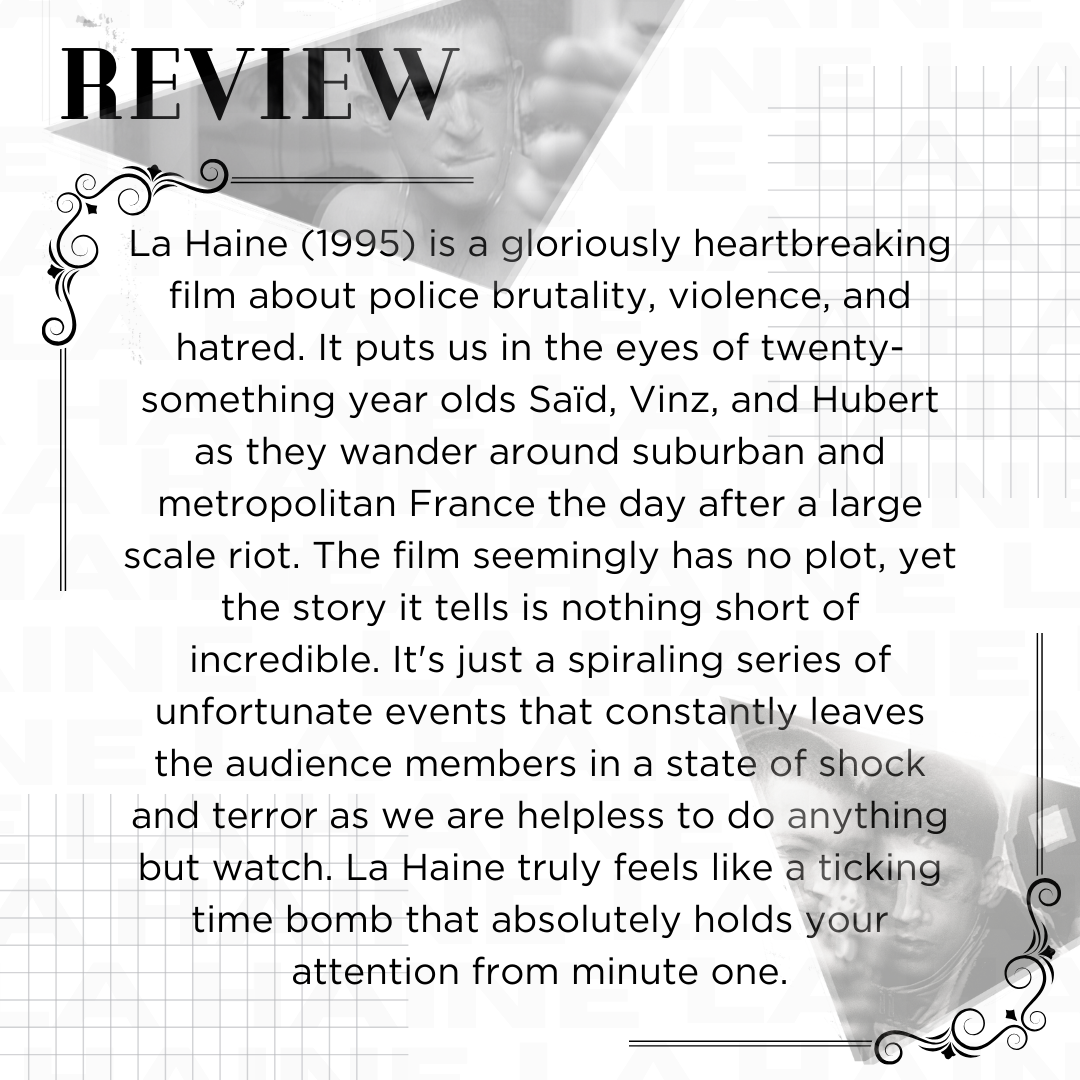 REVIEW
La Haine (1995) is a gloriously heartbreaking
film about police brutality, violence, and
hatred. It puts us in the eyes of twenty-
something year olds Saïd, Vinz, and Hubert
as they wander around suburban and
metropolitan France the day after a large
scale riot. The film seemingly has no plot, yet
the story it tells is nothing short of
incredible. It's just a spiraling series of
unfortunate events that constantly leaves
the audience members in a state of shock
and terror as we are helpless to do anything
but watch. La Haine truly feels like a ticking
time bomb that absolutely holds your
attention from minute one.